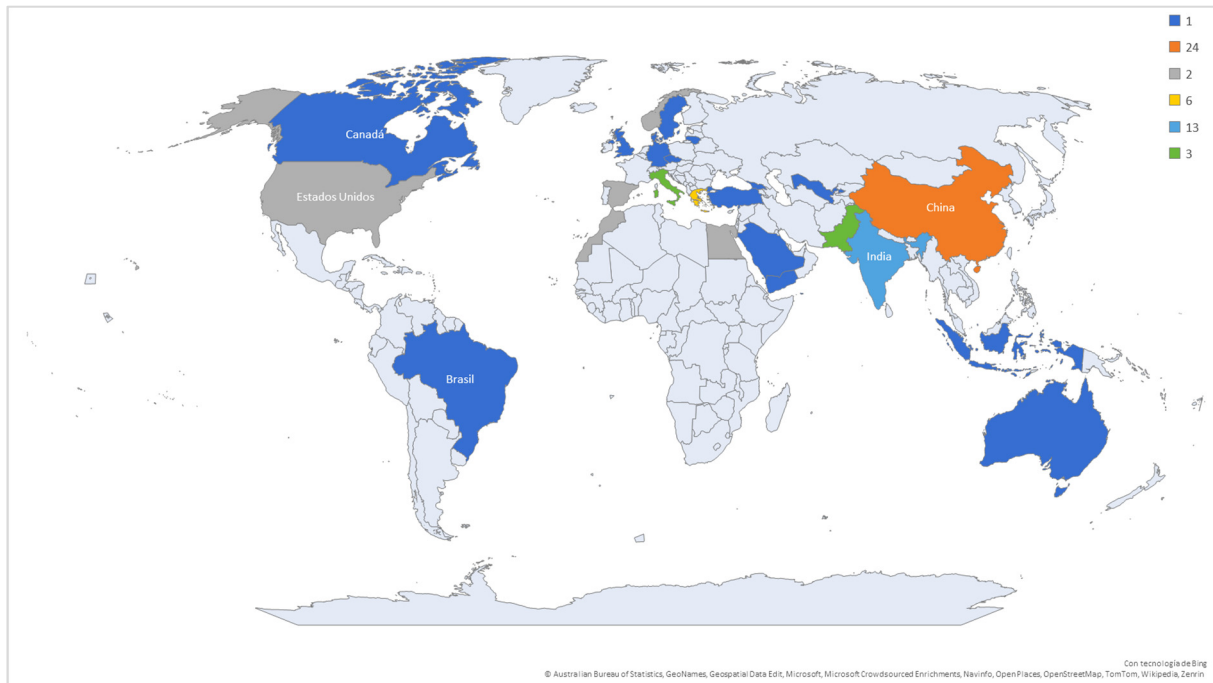 1
24
2
6
13
3
Canadá
Estados Unidos
China
India
Brasil
Con tecnología de Bing
© Australian Bureau of Statistics, GeoNames, Geospatial Data Edit, Microsoft, Microsoft Crowdsourced Enrichments, Navinfo, Open Places, OpenStreetMap, TomTom, Wikipedia, Zenrin